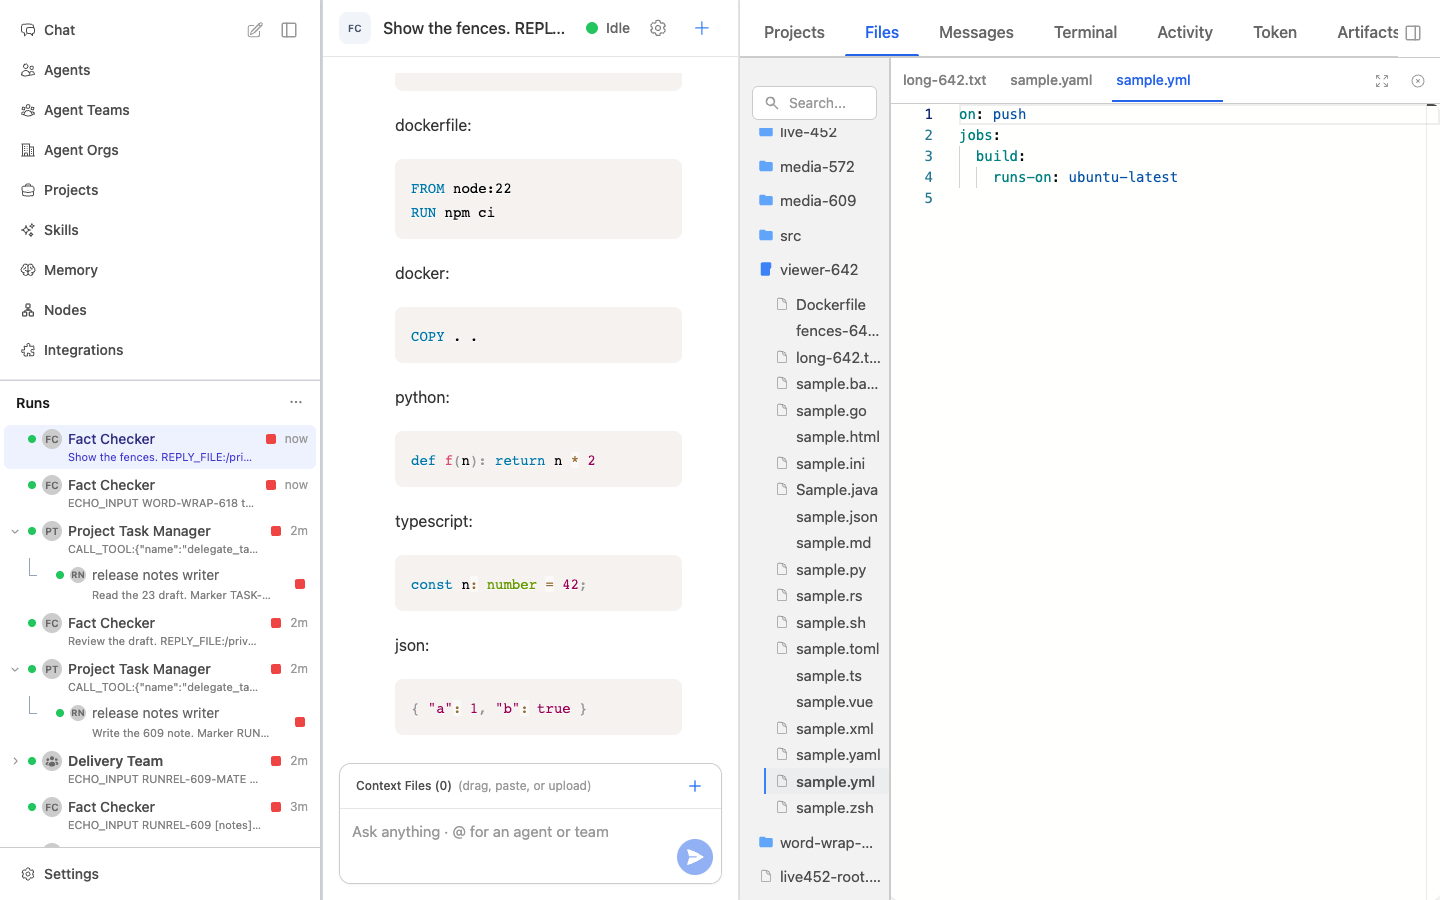 Chat
Agents
Agent Teams
Agent Orgs
Projects
Skills
Memory
Nodes
Integrations
Runs
FC Fact Checker now
Show the fences. REPLY_FILE:/pri...
FC Fact Checker now
ECHO_INPUT WORD-WRAP-618 t...
PT Project Task Manager 2m
CALL_TOOL:{"name":"delegate_ta...
RN release notes writer
Read the 23 draft. Marker TASK-...
FC Fact Checker 2m
Review the draft. REPLY_FILE:/priv...
PT Project Task Manager 2m
CALL_TOOL:{"name":"delegate_ta...
RN release notes writer
Write the 609 note. Marker RUN...
Delivery Team 2m
ECHO_INPUT RUNREL-609-MATE ...
FC Fact Checker 3m
ECHO_INPUT RUNREL-609 [notes]...
Settings
FC Show the fences. REPL... Idle
dockerfile:
FROM node:22
RUN npm ci
docker:
COPY . .
python:
def f(n): return n * 2
typescript:
const n: number = 42;
json:
{ "a": 1, "b": true }
Context Files (0) (drag, paste, or upload)
Ask anything · @ for an agent or team
Projects Files Messages Terminal Activity Token Artifacts
Search...
live-452
media-572
media-609
src
viewer-642
Dockerfile
fences-64...
long-642.t...
sample.ba...
sample.go
sample.html
sample.ini
Sample.java
sample.json
sample.md
sample.py
sample.rs
sample.sh
sample.toml
sample.ts
sample.vue
sample.xml
sample.yaml
sample.yml
sample.zsh
word-wrap-...
live452-root....
long-642.txt sample.yaml sample.yml
1 on: push
2 jobs:
3 build:
4 runs-on: ubuntu-latest
5